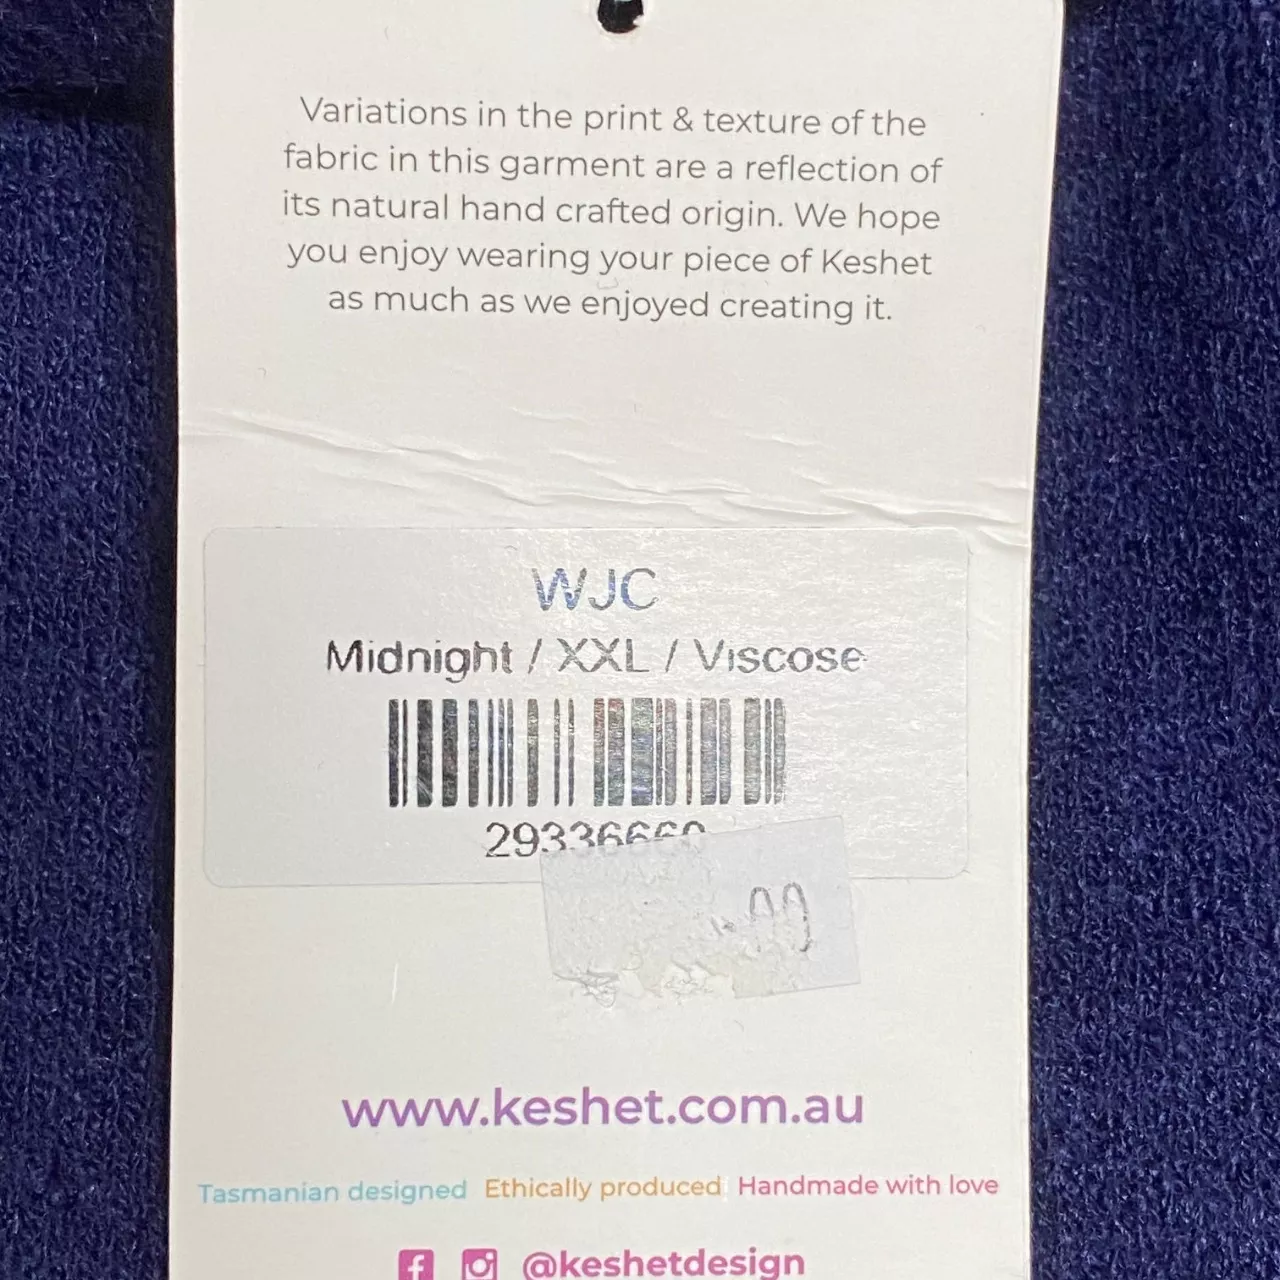 Variations in the print & texture of the
fabric in this garment are a reflection of
its natural hand crafted origin. We hope
you enjoy wearing your piece of Keshet
as much as we enjoyed creating it.
WJC
Midnight / XXL / Viscose
www.keshet.com.au
Tasmanian designed Ethically produced Handmade with love
@keshetdesign